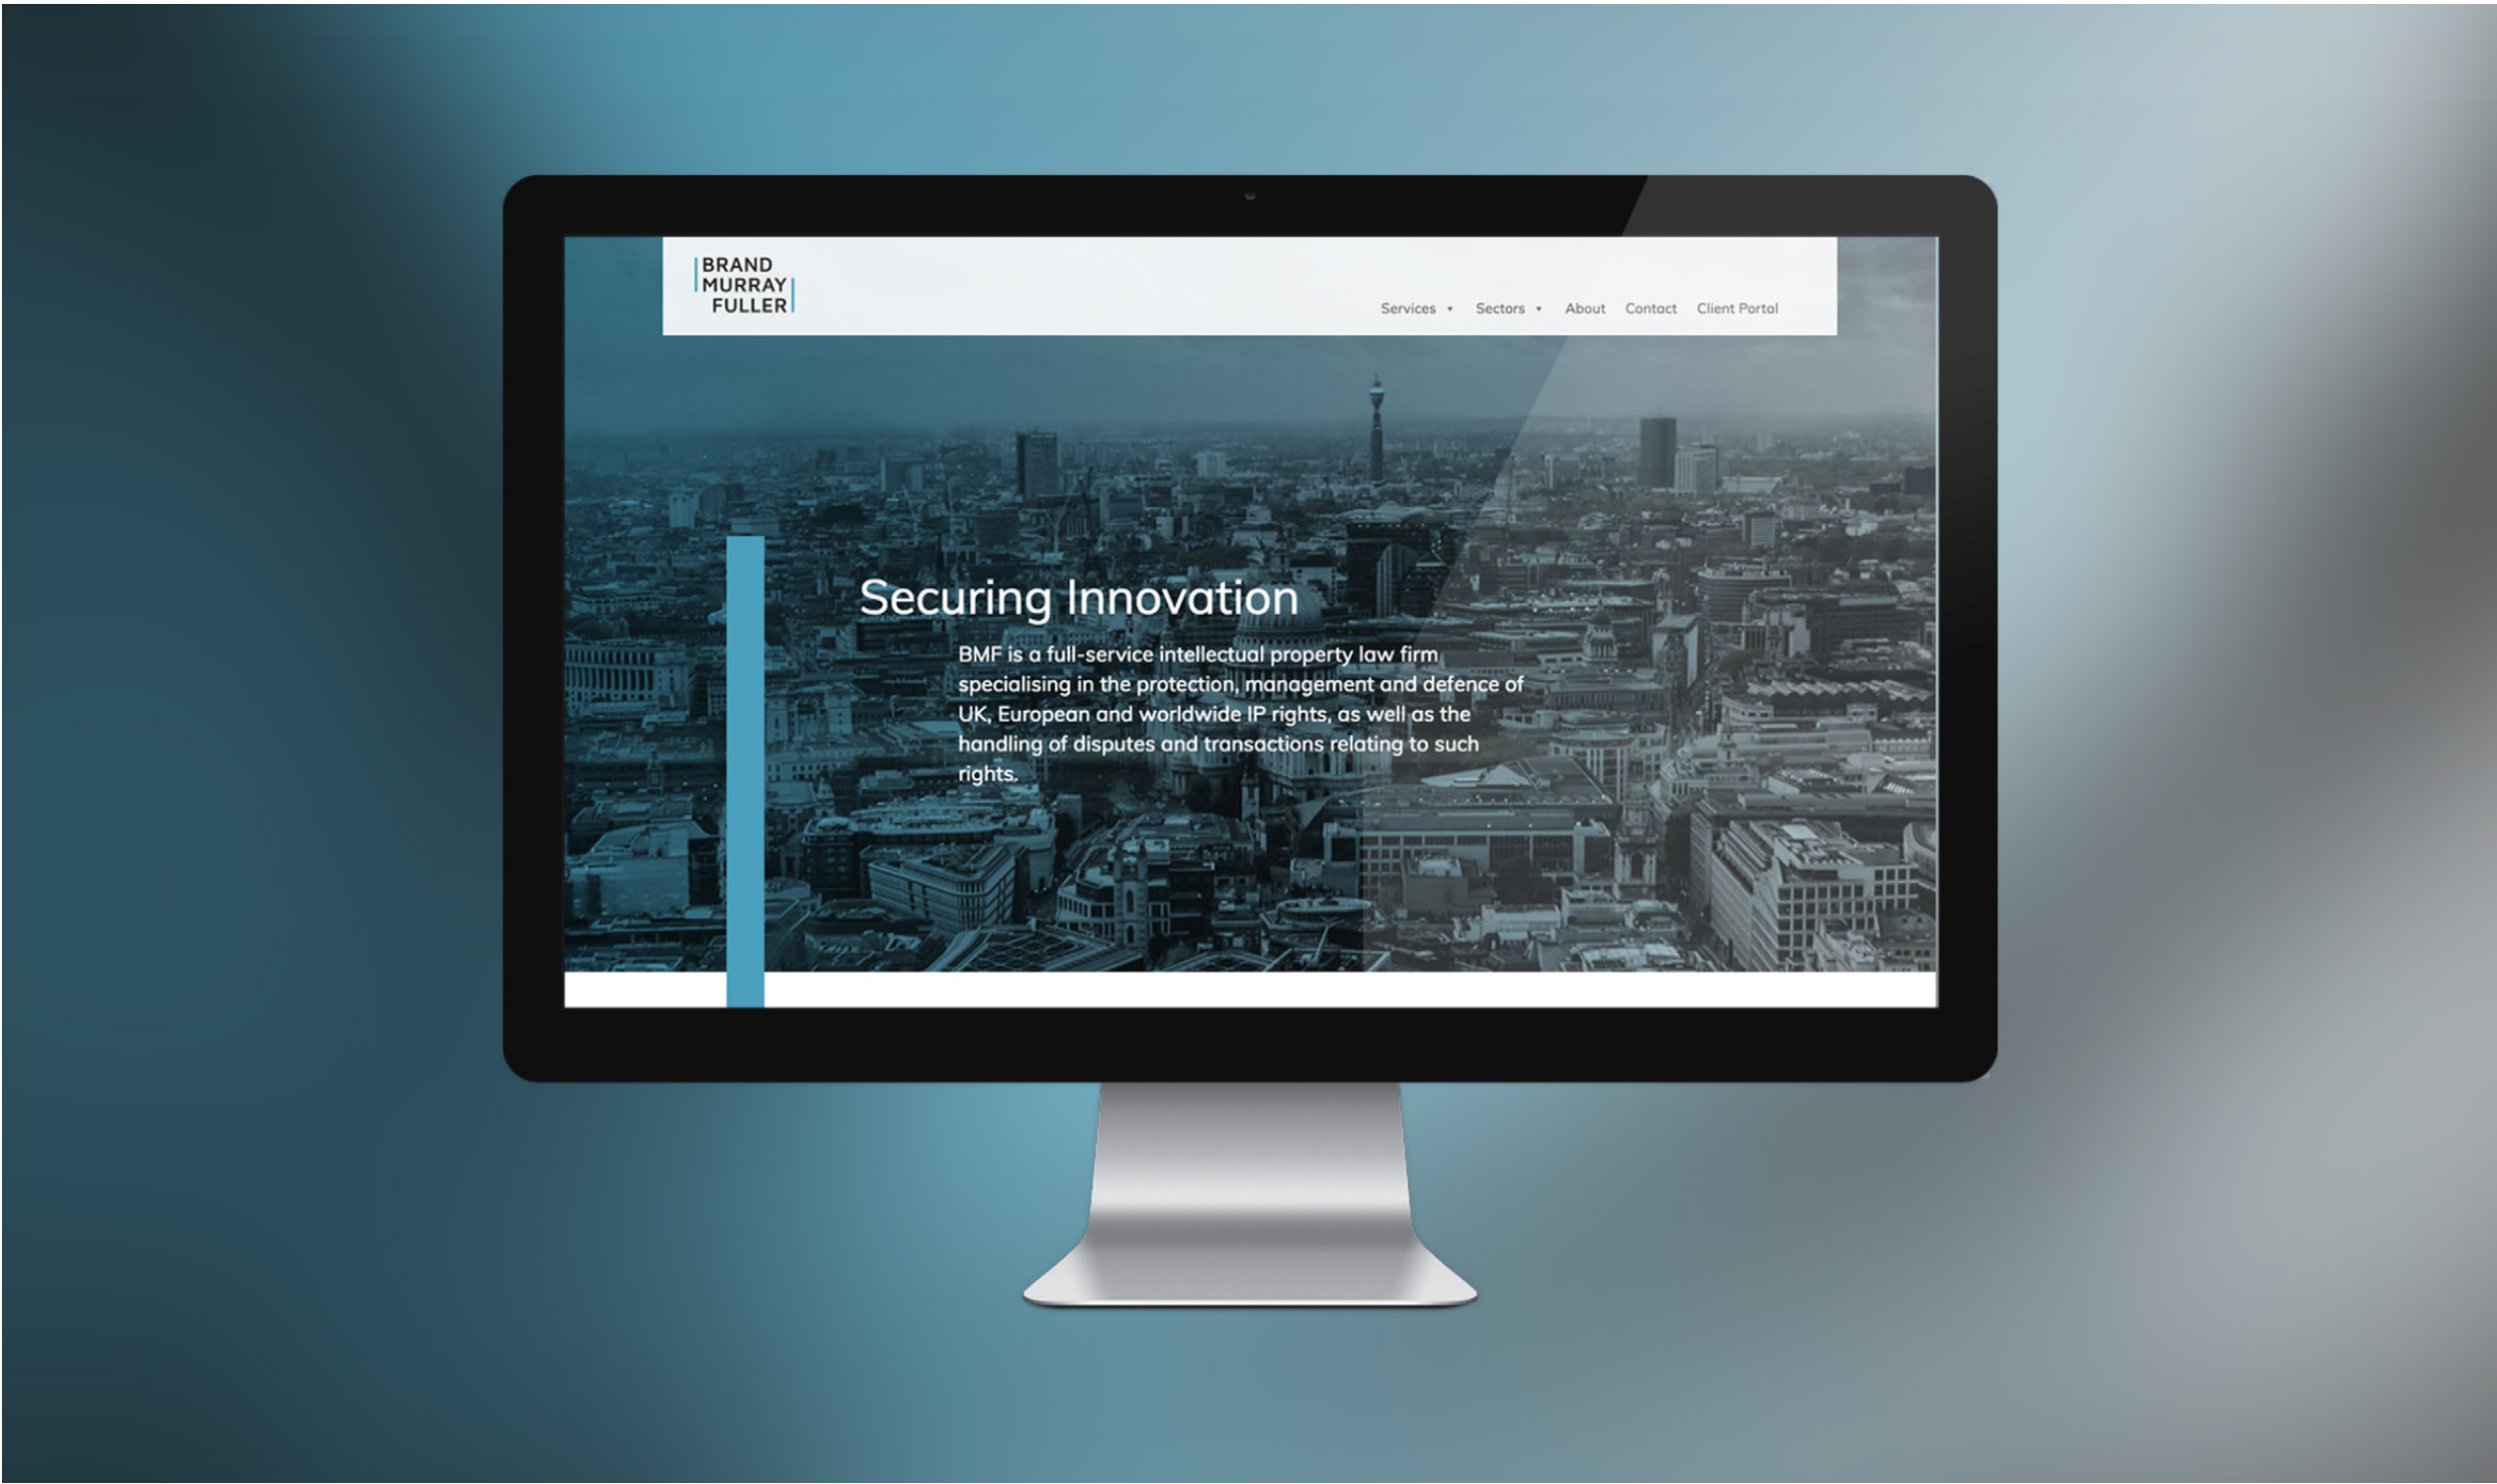 BRAND
MURRAY
FULLER
Services Sectors About Contact Client Portal
Securing Innovation
BMF is a full-service intellectual property law firm
specialising in the protection, management and defence of
UK, European and worldwide IP rights, as well as the
handling of disputes and transactions relating to such
rights.